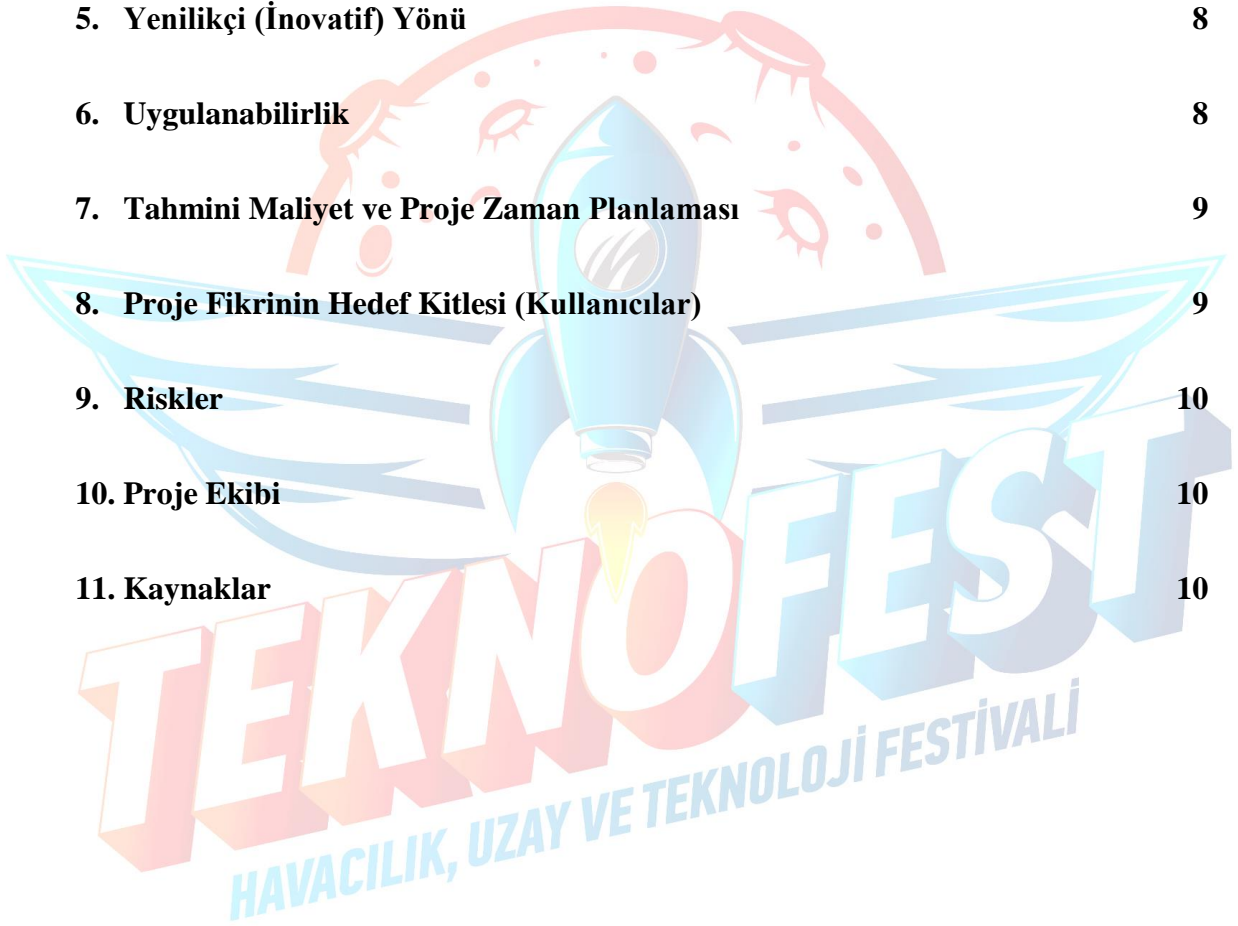 5. Yenilikçi (İnovatif) Yönü 8
6. Uygulanabilirlik 8
7. Tahmini Maliyet ve Proje Zaman Planlaması 9
8. Proje Fikrinin Hedef Kitlesi (Kullanıcılar) 9
9. Riskler 10
10. Proje Ekibi 10
11. Kaynaklar 10
TEKNOFEST
HAVACILIK, UZAY VE TEKNOLOJİ FESTİVALİ